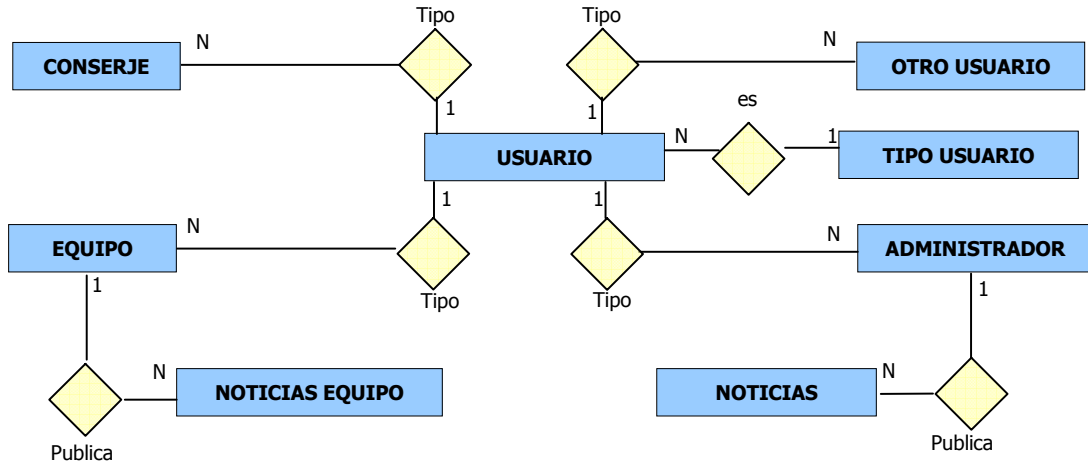 Tipo
Tipo
N
N
CONSERJE
OTRO USUARIO
es
1
1
N
1
USUARIO
TIPO USUARIO
1
1
N
N
EQUIPO
ADMINISTRADOR
1
Tipo
Tipo
1
N
NOTICIAS EQUIPO
N
NOTICIAS
Publica
Publica